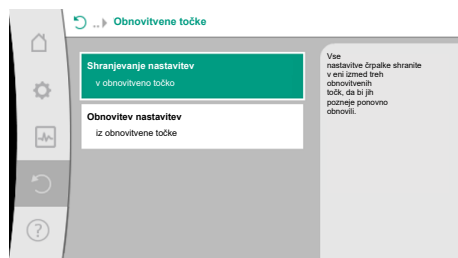 ... Obnovitvene točke
Shranjevanje nastavitev
v obnovitveno točko
Obnovitev nastavitev
iz obnovitvene točke
Vse
nastavitve črpalke shranite
v eni izmed treh
obnovitvenih
točk, da bi jih
pozneje ponovno
obnovili.
?